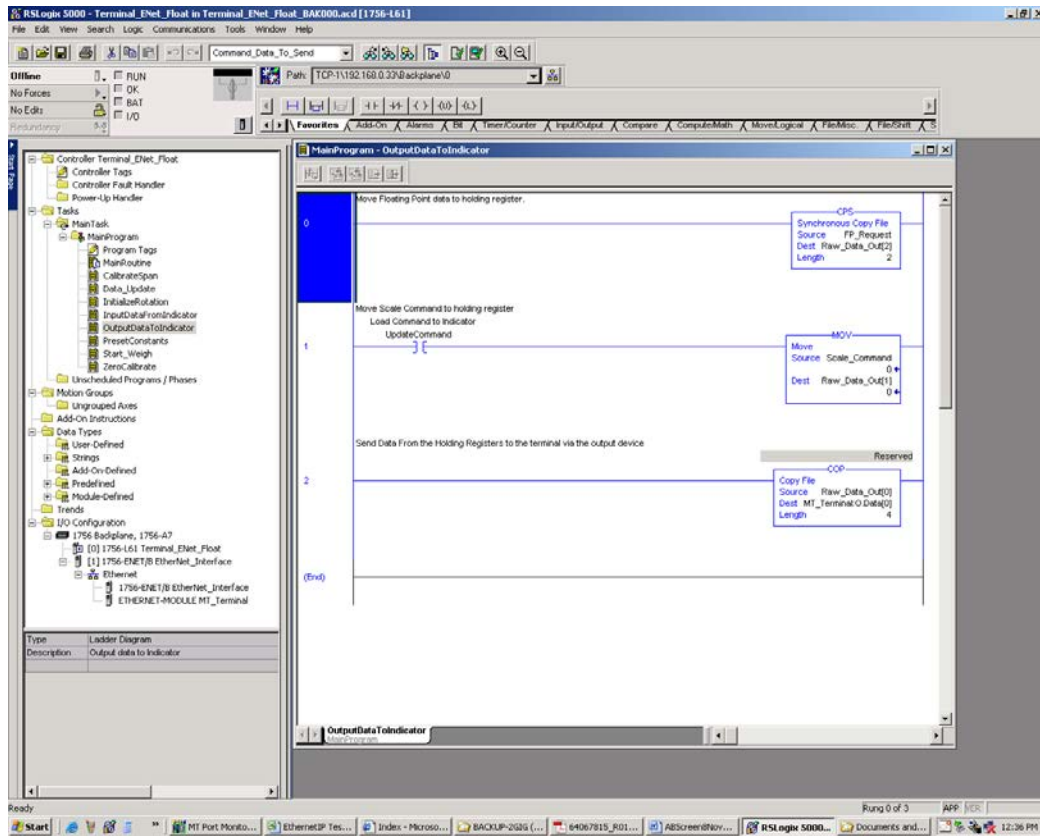 RSLogix 5000 - Terminal_ENet_Float in Terminal_ENet_Float_BAK000.acd [1756-L61]
File Edit View Search Logic Communications Tools Window Help
Command_Data_To_Send
Offline
RUN
Path: TCP-1\192.168.0.33\Backplane\0
No Forces
OK
No Edits
BAT
Redundancy
I/O
Favorites Add-On Alarms Bit Timer/Counter Input/Output Compare Compute/Math Move/Logical File/Misc. File/Shift S
Start Page
Controller Terminal_ENet_Float
Controller Tags
Controller Fault Handler
Power-Up Handler
Tasks
MainTask
MainProgram
Program Tags
MainRoutine
CalibrateSpan
Data_Update
InitializeRotation
InputDataFromIndicator
OutputDataToIndicator
PresetConstants
Start_Weigh
ZeroCalibrate
Unscheduled Programs / Phases
Motion Groups
Ungrouped Axes
Add-On Instructions
Data Types
User-Defined
Strings
Add-On-Defined
Predefined
Module-Defined
Trends
I/O Configuration
1756 Backplane, 1756-A7
[0] 1756-L61 Terminal_ENet_Float
[1] 1756-ENET/B EtherNet_Interface
Ethernet
1756-ENET/B EtherNet_Interface
ETHERNET-MODULE MT_Terminal
Type Ladder Diagram
Description Output data to Indicator
MainProgram - OutputDataToIndicator
Move Floating Point data to holding register.
0
CPS
Synchronous Copy File
Source FP_Request
Dest Raw_Data_Out[2]
Length 2
Move Scale Command to holding register
Load Command to Indicator
UpdateCommand
1
MOV
Move
Source Scale_Command
0
Dest Raw_Data_Out[1]
0
Send Data From the Holding Registers to the terminal via the output device
Reserved
2
COP
Copy File
Source Raw_Data_Out[0]
Dest MT_Terminal:O.Data[0]
Length 4
(End)
OutputDataToIndicator
MainProgram
Ready
Rung 0 of 3
APP VER
Start
MT Port Monito...
EthernetIP Tes...
Index - Microso...
BACKUP-2GIG (...
64067815_R01...
ABScreen8Nov...
RSLogix 5000...
Documents and...
12:36 PM